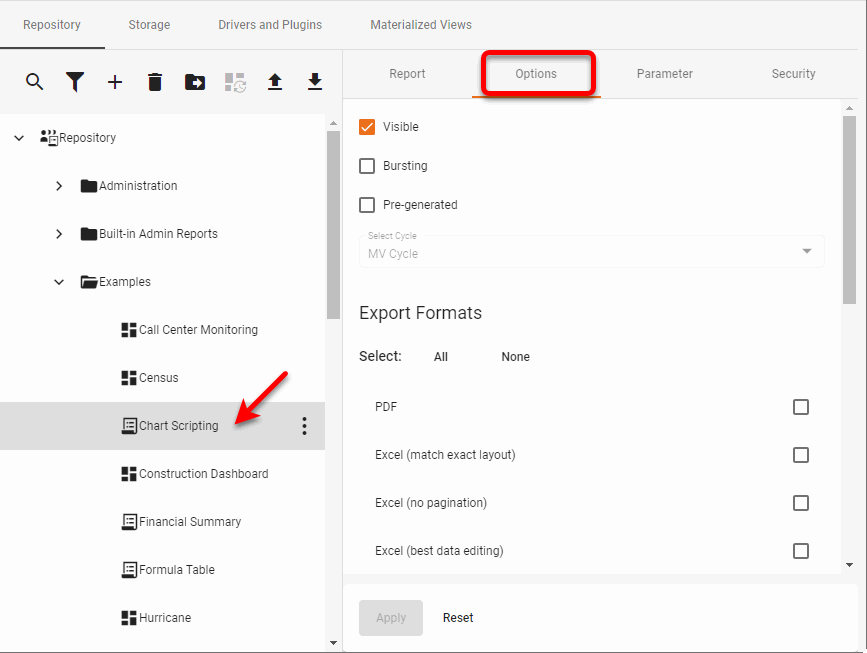 Repository
Storage
Drivers and Plugins
Materialized Views
Repository
Administration
Built-in Admin Reports
Examples
Call Center Monitoring
Census
Chart Scripting
Construction Dashboard
Financial Summary
Formula Table
Hurricane
Report
Options
Parameter
Security
Visible
Bursting
Pre-generated
Select Cycle
MV Cycle
Export Formats
Select: All None
PDF
Excel (match exact layout)
Excel (no pagination)
Excel (best data editing)
Apply
Reset